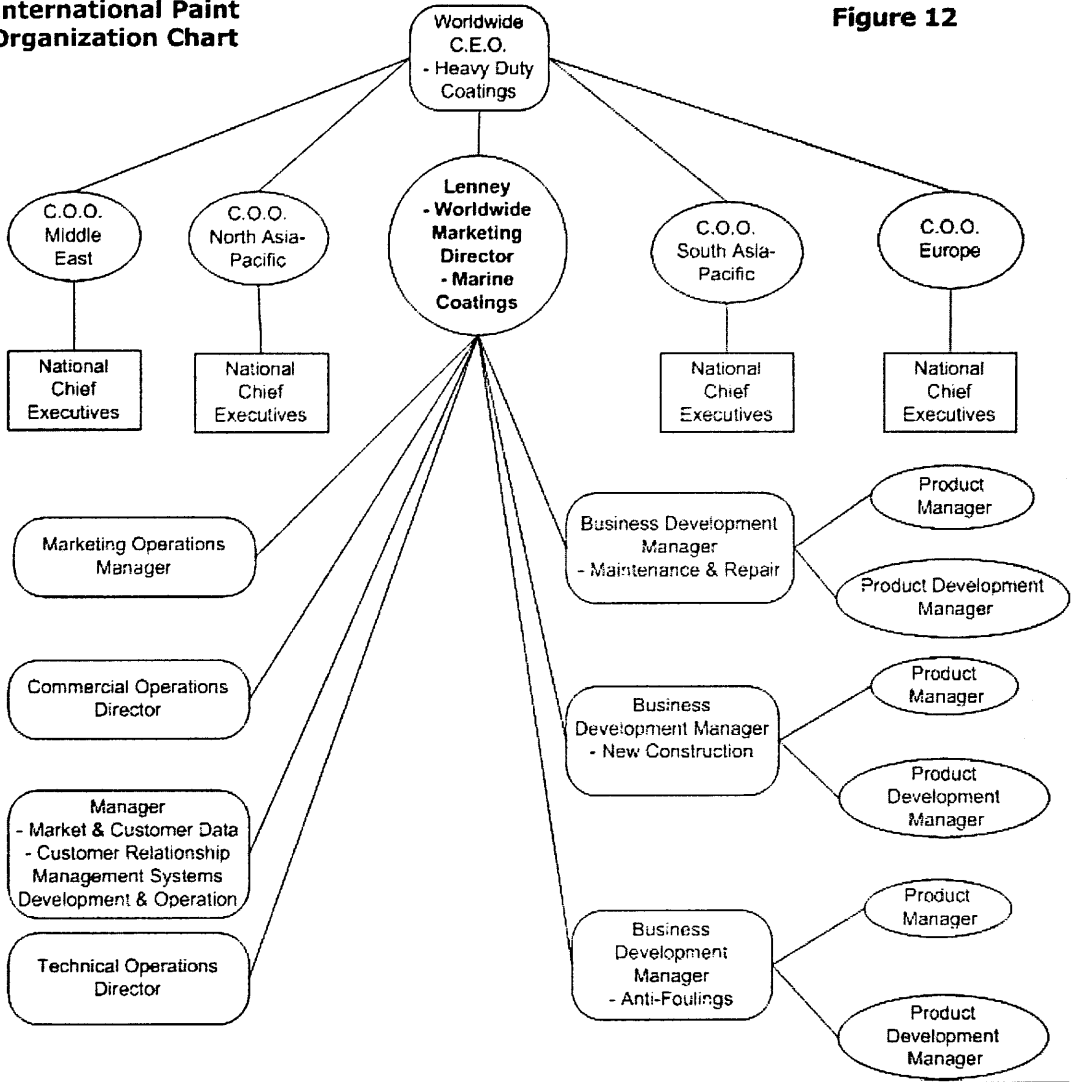 nternational Paint
Organization Chart
Figure 12
Worldwide
C.E.O.
- Heavy Duty
Coatings
C.O.O.
Middle
East
C.O.O.
North Asia-
Pacific
Lenney
- Worldwide
Marketing
Director
- Marine
Coatings
C.O.O.
South Asia-
Pacific
C.O.O.
Europe
National
Chief
Executives
National
Chief
Executives
National
Chief
Executives
National
Chief
Executives
Marketing Operations
Manager
Commercial Operations
Director
Manager
- Market & Customer Data
- Customer Relationship
Management Systems
Development & Operation
Technical Operations
Director
Business Development
Manager
- Maintenance & Repair
Product
Manager
Product Development
Manager
Business
Development Manager
- New Construction
Product
Manager
Product
Development
Manager
Business
Development
Manager
- Anti-Foulings
Product
Manager
Product
Development
Manager